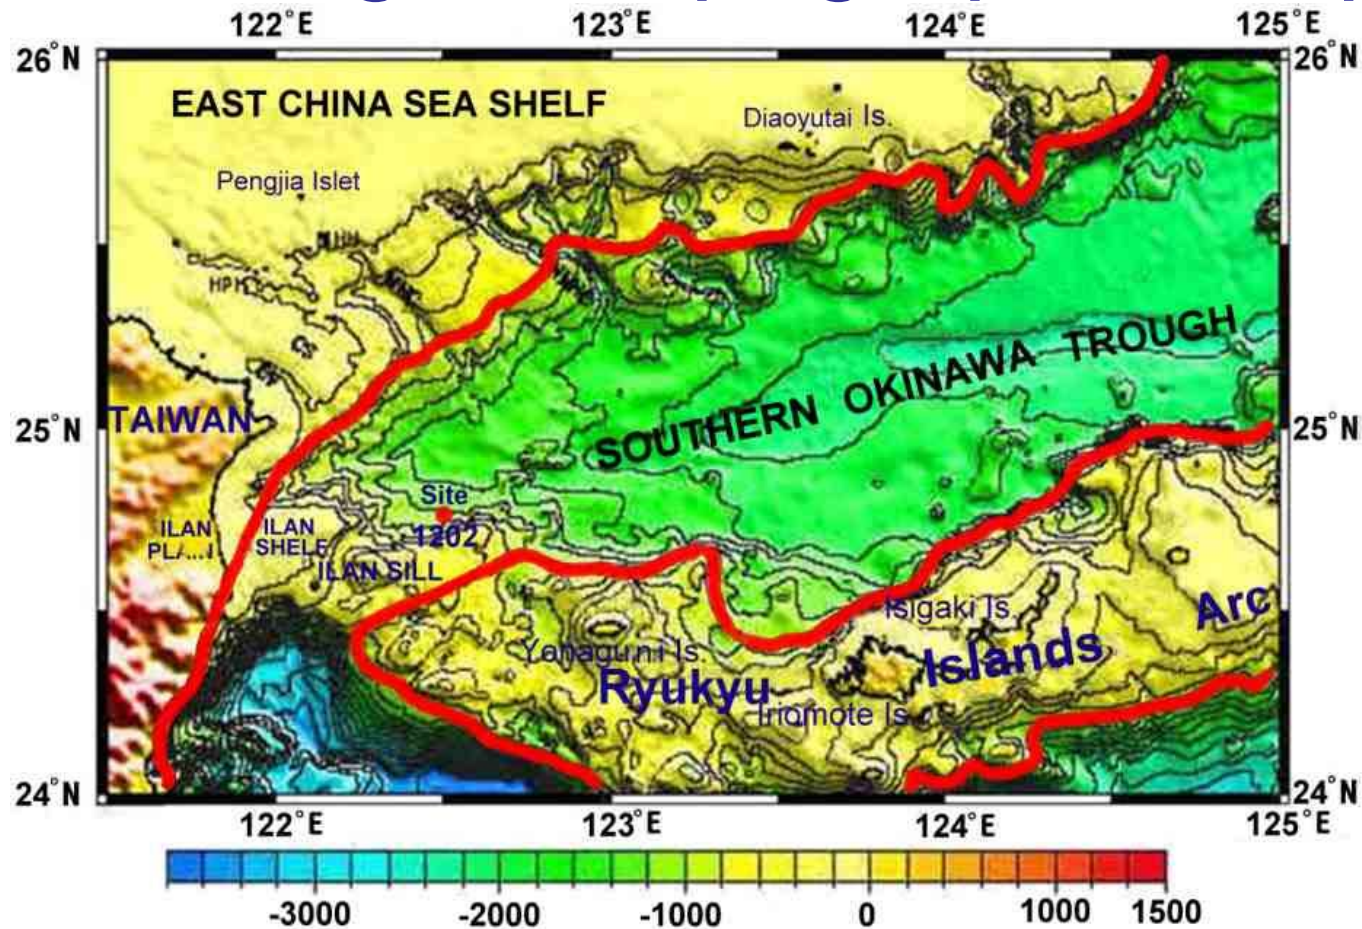 122°E 123°E 124°E 125°E
26°N 26°N
EAST CHINA SEA SHELF
Diaoyutai Is.
Pengjia Islet
HPH
SOUTHERN OKINAWA TROUGH
TAIWAN
25°N 25°N
Site
1202
ILAN
ILAN
SHELF
ILAN SILL
Isigaki Is.
Arc
Yonaguni Is.
Islands
Ryukyu
Iriomote Is.
24°N 24°N
122°E 123°E 124°E 125°E
-3000 -2000 -1000 0 1000 1500